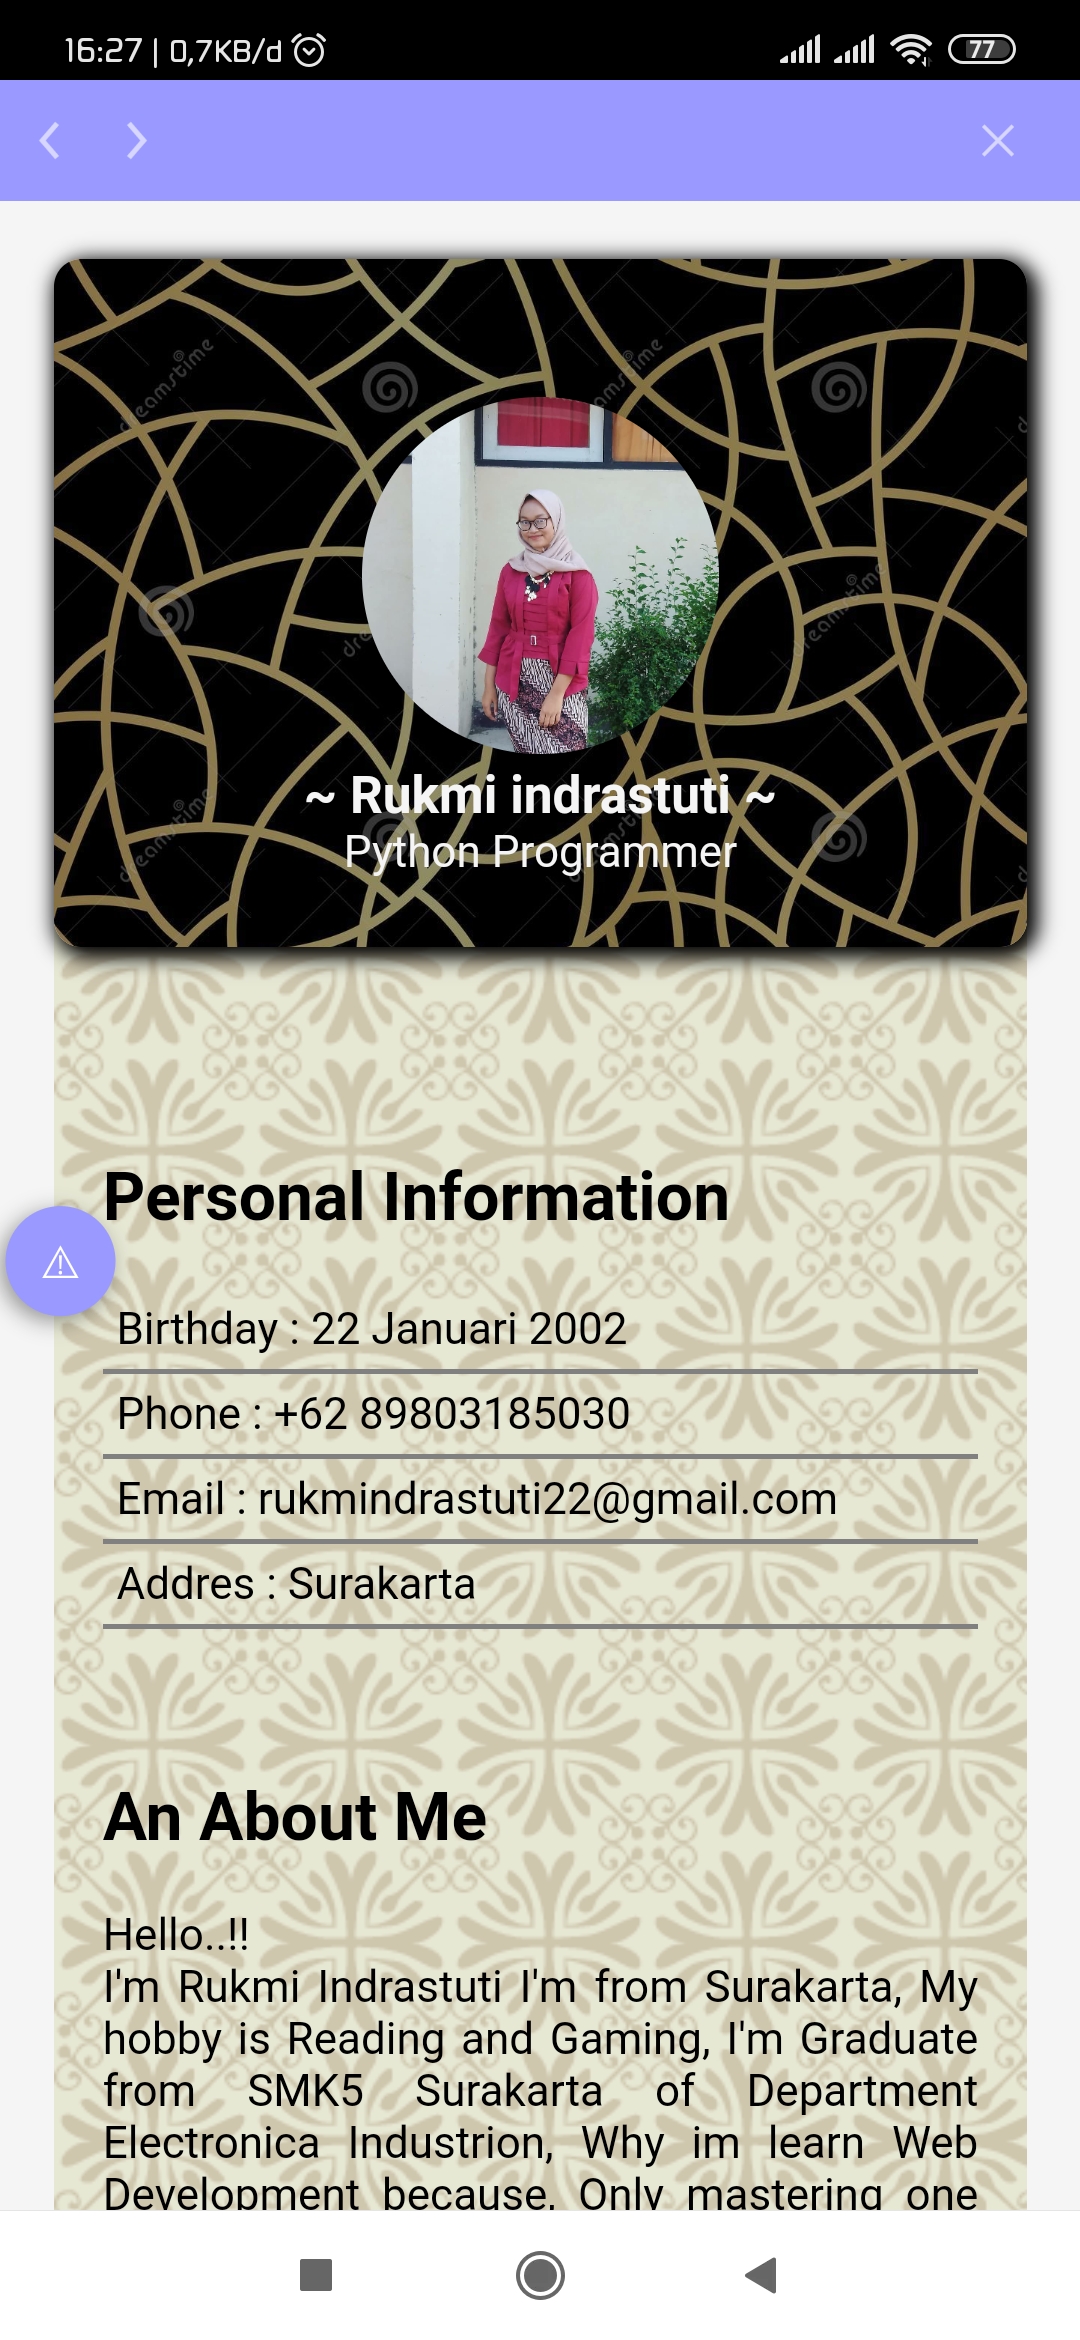 16:27 | 0,7KB/d
77
dreamstime
~ Rukmi indrastuti ~
Python Programmer
Personal Information
Birthday : 22 Januari 2002
Phone : +62 89803185030
Email : rukmindrastuti22@gmail.com
Addres : Surakarta
An About Me
Hello..!!
I'm Rukmi Indrastuti I'm from Surakarta, My
hobby is Reading and Gaming, I'm Graduate
from SMK5 Surakarta of Department
Electronica Industrion, Why im learn Web
Development because, Only mastering one